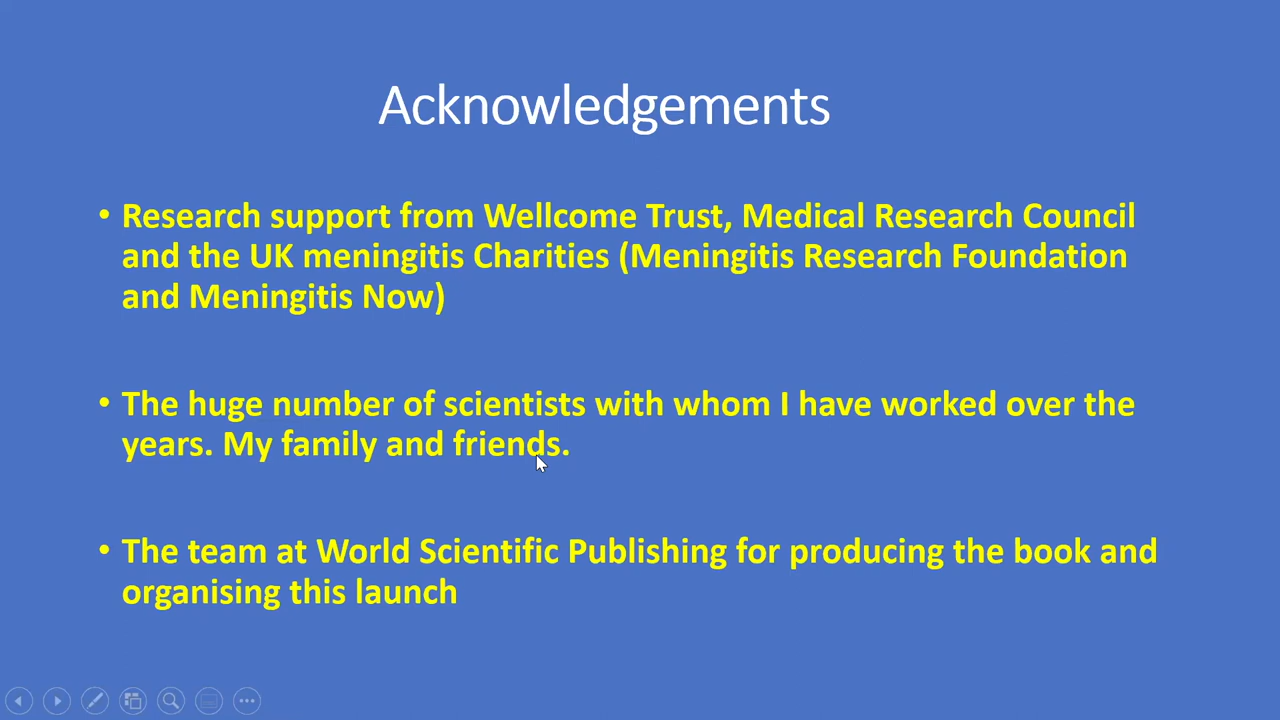 Acknowledgements
• Research support from Wellcome Trust, Medical Research Council
and the UK meningitis Charities (Meningitis Research Foundation
and Meningitis Now)
• The huge number of scientists with whom I have worked over the
years. My family and friends.
• The team at World Scientific Publishing for producing the book and
organising this launch